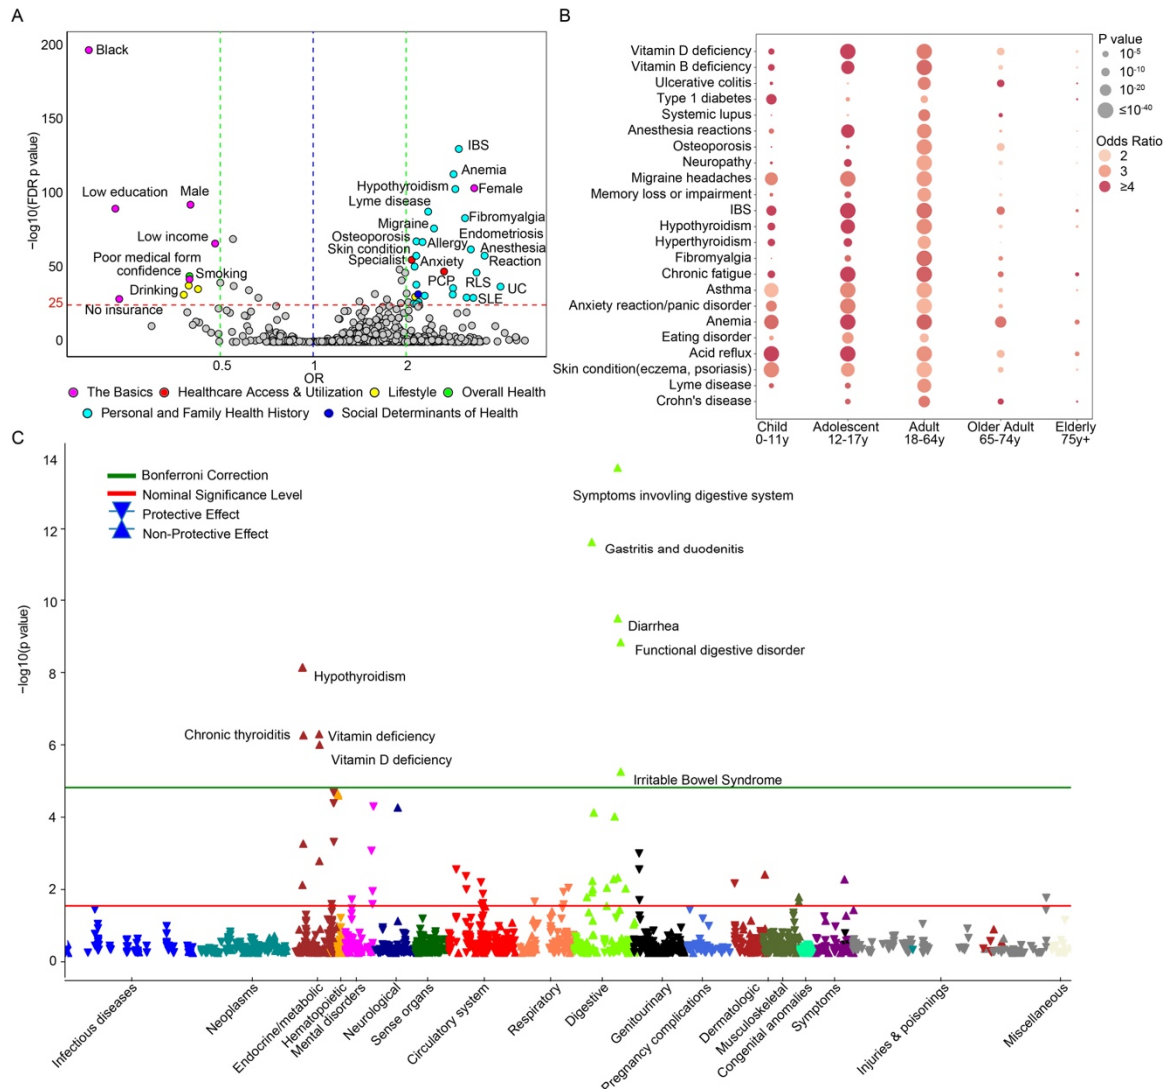 A
200
150
100
50
25
0
−log10(FDR p value)
0.5
1
2
OR
Black
Low education
Male
Low income
Poor medical form
confidence
Smoking
Drinking
No insurance
IBS
Anemia
Hypothyroidism
Female
Lyme disease
Fibromyalgia
Migraine
Endometriosis
Osteoporosis
Allergy
Anesthesia
Skin condition
Reaction
Specialist
Anxiety
PCP
RLS
UC
SLE
The Basics
Healthcare Access & Utilization
Lifestyle
Overall Health
Personal and Family Health History
Social Determinants of Health
B
Vitamin D deficiency
Vitamin B deficiency
Ulcerative colitis
Type 1 diabetes
Systemic lupus
Anesthesia reactions
Osteoporosis
Neuropathy
Migraine headaches
Memory loss or impairment
IBS
Hypothyroidism
Hyperthyroidism
Fibromyalgia
Chronic fatigue
Asthma
Anxiety reaction/panic disorder
Anemia
Eating disorder
Acid reflux
Skin condition(eczema, psoriasis)
Lyme disease
Crohn's disease
Child
0-11y
Adolescent
12-17y
Adult
18-64y
Older Adult
65-74y
Elderly
75y+
P value
10-5
10-10
10-20
≤10-40
Odds Ratio
2
3
≥4
C
14
12
10
8
6
4
2
0
−log10(p value)
Bonferroni Correction
Nominal Significance Level
Protective Effect
Non-Protective Effect
Symptoms invovling digestive system
Gastritis and duodenitis
Diarrhea
Functional digestive disorder
Hypothyroidism
Chronic thyroiditis
Vitamin deficiency
Vitamin D deficiency
Irritable Bowel Syndrome
Infectious diseases
Neoplasms
Endocrine/metabolic
Hematopoietic
Mental disorders
Neurological
Sense organs
Circulatory system
Respiratory
Digestive
Genitourinary
Pregnancy complications
Dermatologic
Musculoskeletal
Congenital anomalies
Symptoms
Injuries & poisonings
Miscellaneous